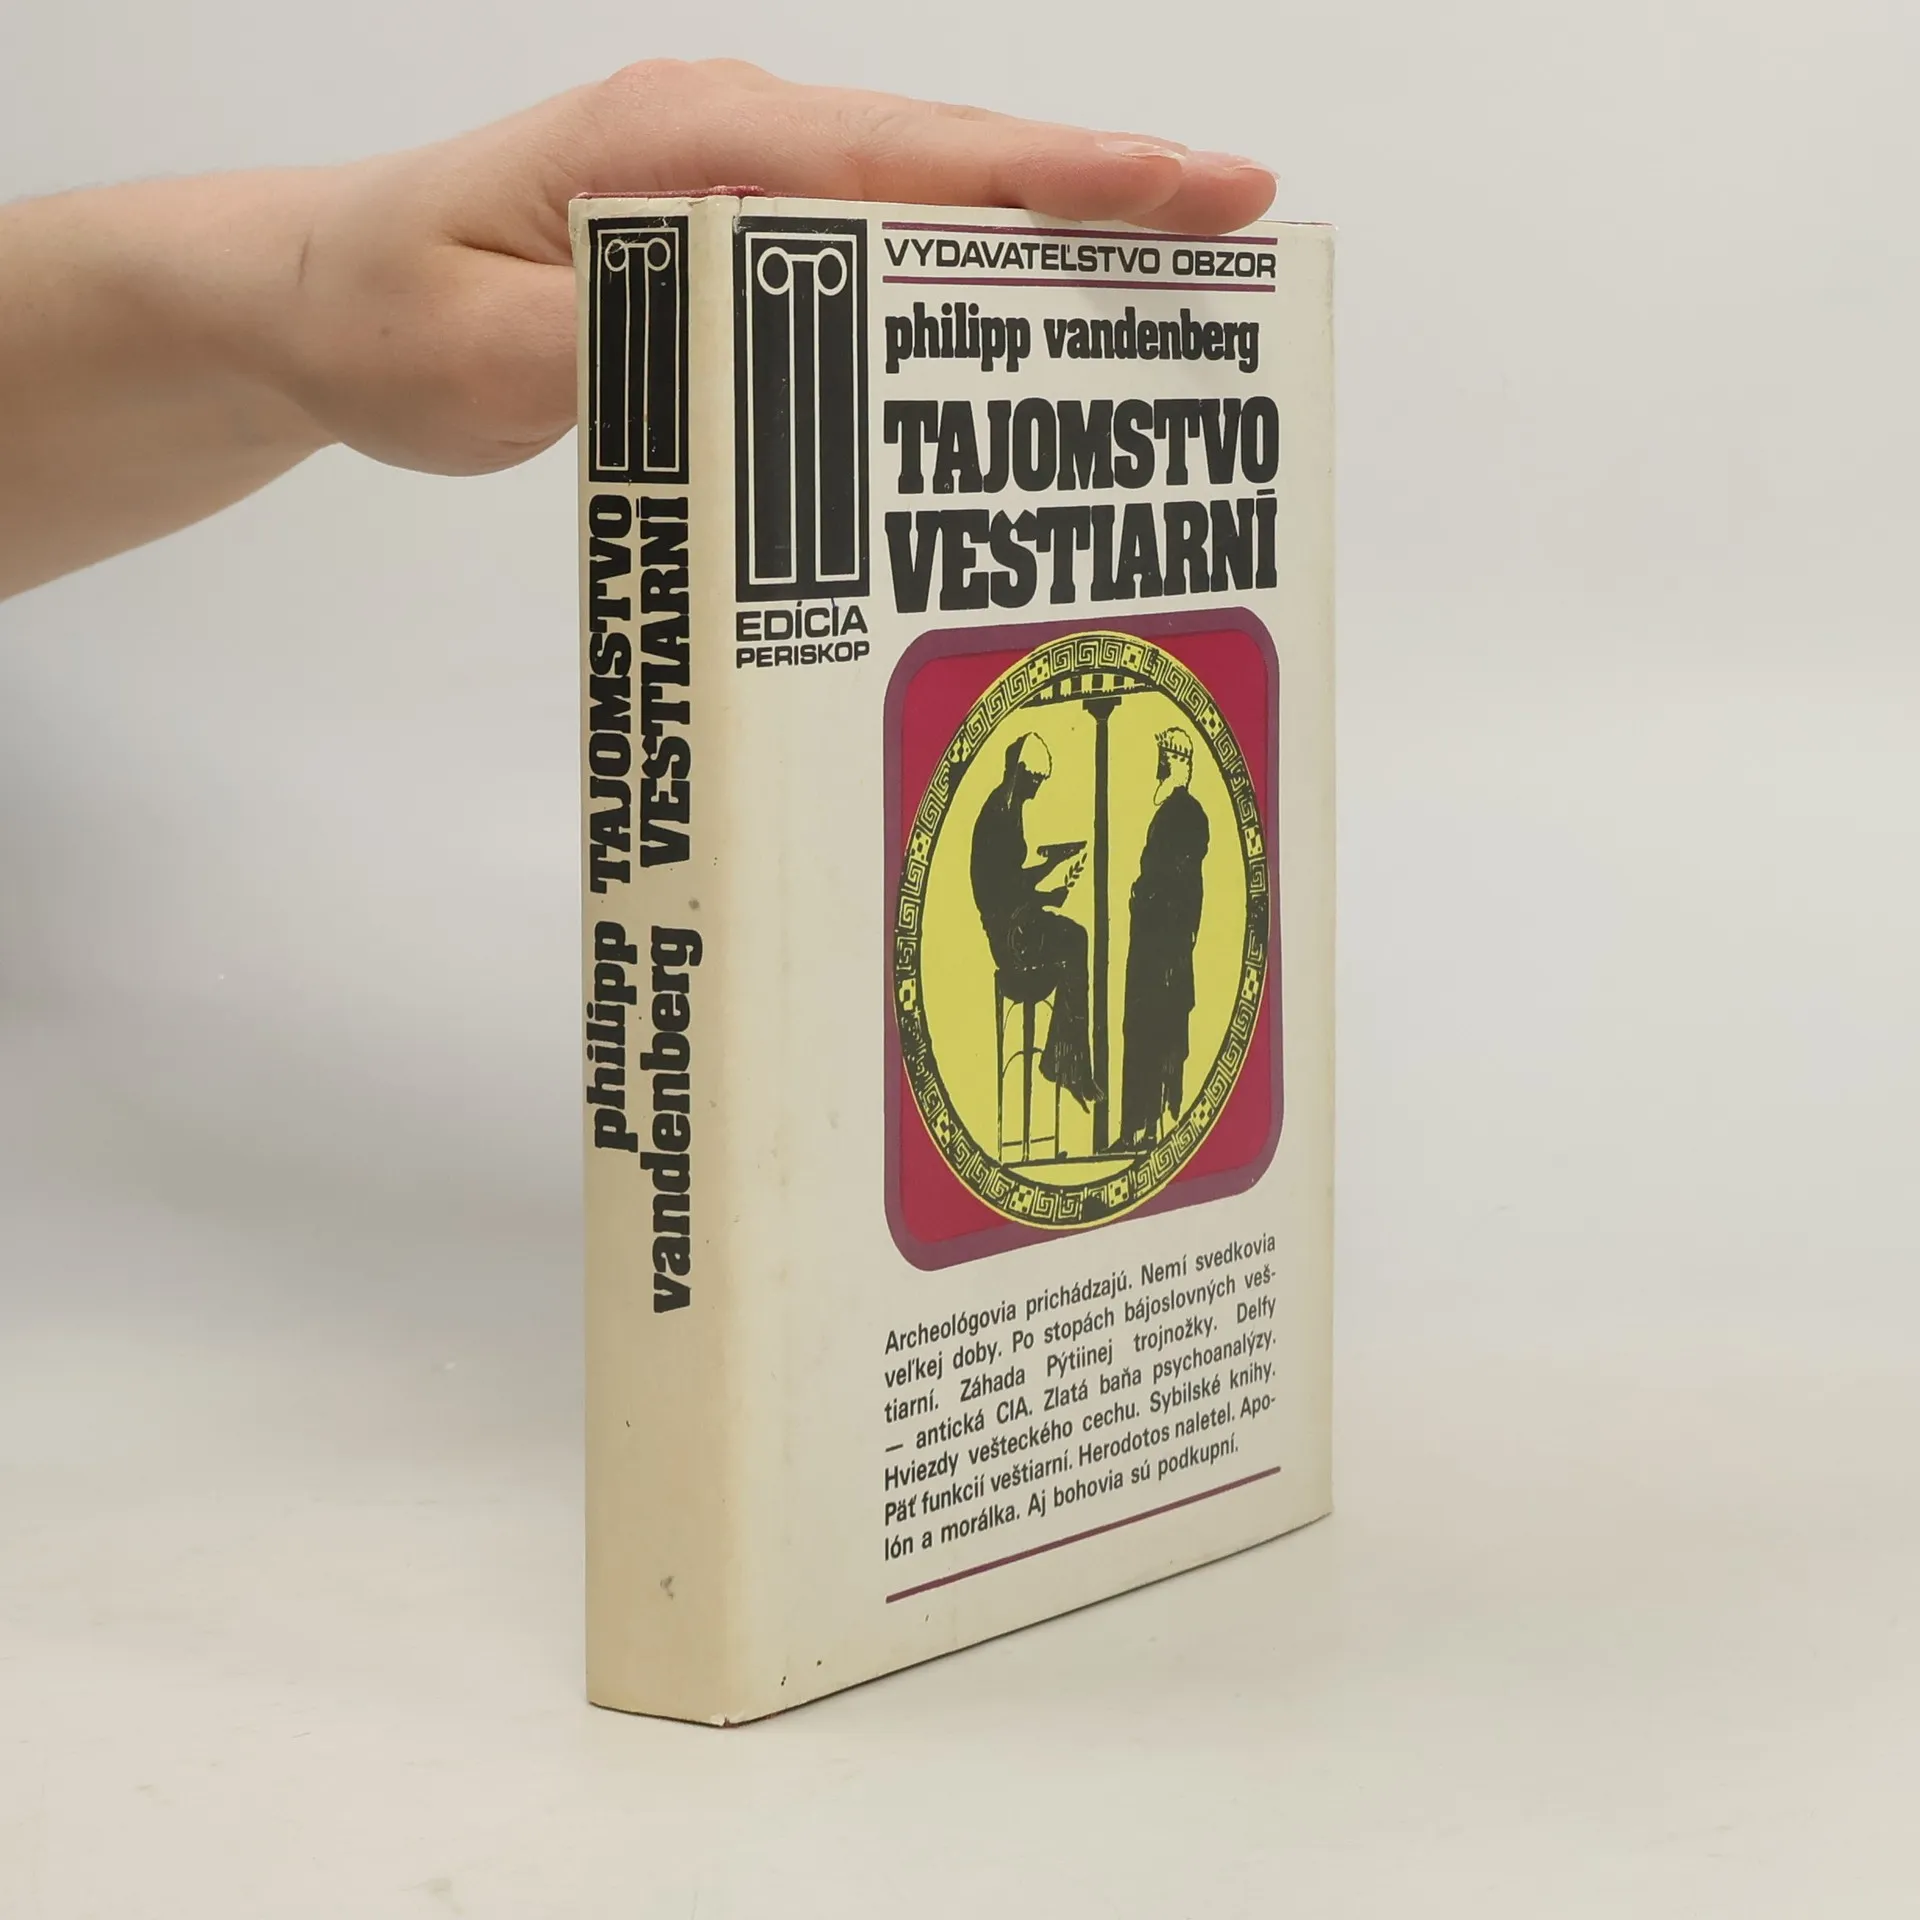 TAJOMSTVO
VEŠTIARNÍ
philipp
vandenberg
VYDAVATEĽSTVO OBZOR
philipp vandenberg
TAJOMSTVO
VEŠTIARNÍ
EDÍCIA
PERISKOP
Archeológovia prichádzajú. Nemí svedkovia
veľkej doby. Po stopách bájoslovných veš-
tiarní. Záhada Pýtiinej trojnožky. Delfy
— antická CIA. Zlatá baňa psychoanalýzy.
Hviezdy vešteckého cechu. Sybilské knihy.
Päť funkcií veštiarní. Herodotos naletel. Apo-
lón a morálka. Aj bohovia sú podkupní.